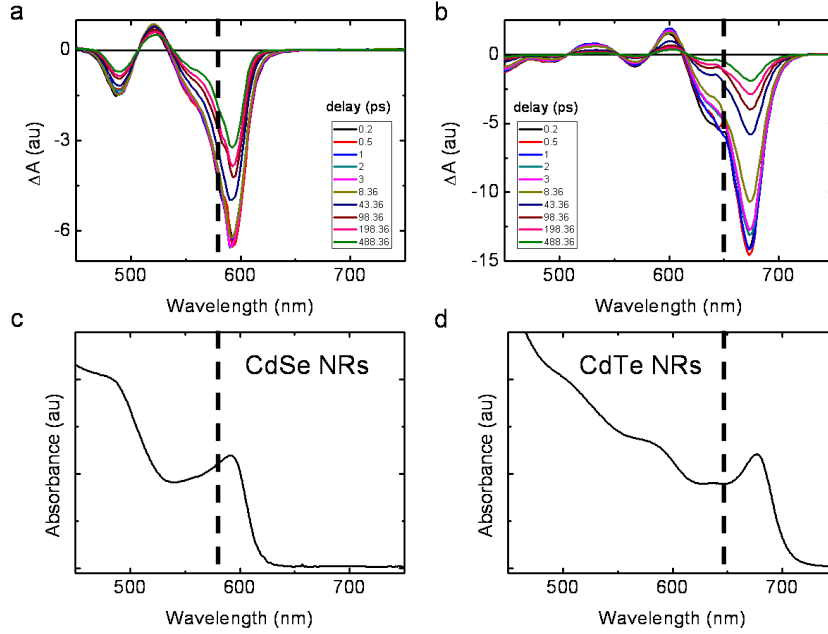 a
ΔA (au)
0
-3
-6
500
600
700
Wavelength (nm)
delay (ps)
0.2
0.5
1
2
3
8.36
43.36
98.36
198.36
488.36
b
ΔA (au)
0
-5
-10
-15
500
600
700
Wavelength (nm)
delay (ps)
0.2
0.5
1
2
3
8.36
43.36
98.36
198.36
488.36
c
CdSe NRs
Absorbance (au)
500
600
700
Wavelength (nm)
d
CdTe NRs
Absorbance (au)
500
600
700
Wavelength (nm)